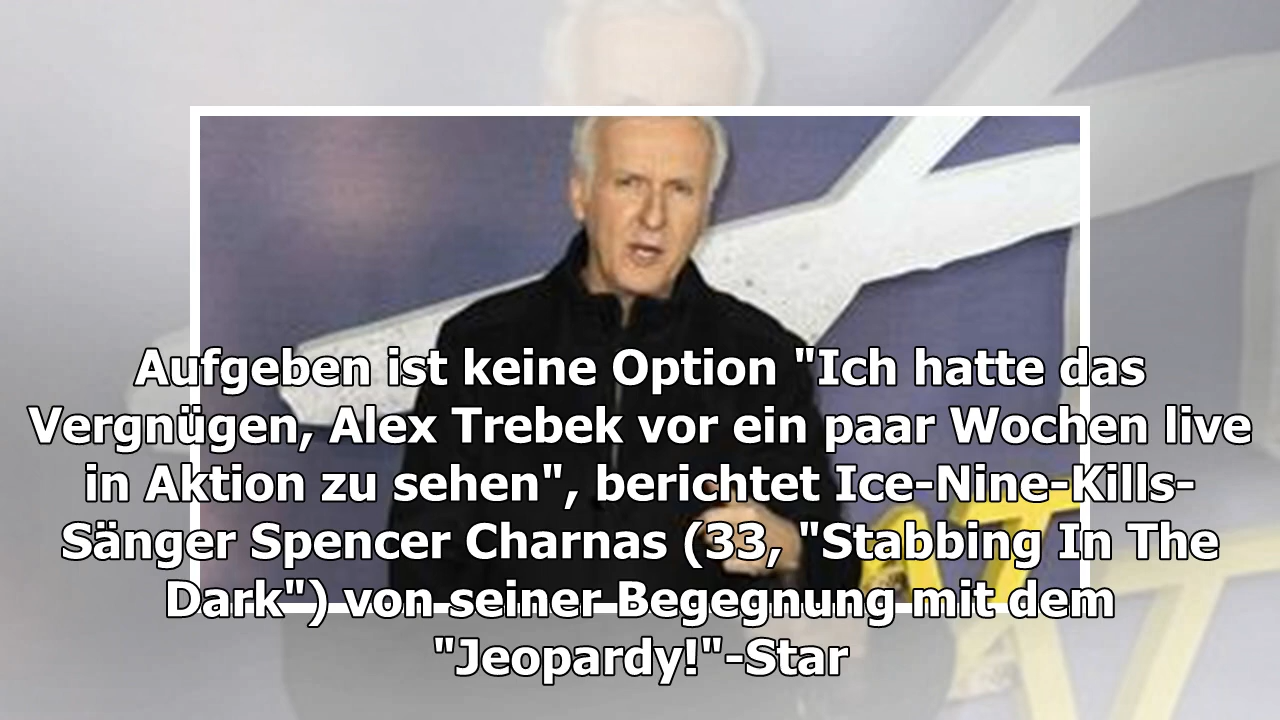 Aufgeben ist keine Option "Ich hatte das
Vergnügen, Alex Trebek vor ein paar Wochen live
in Aktion zu sehen", berichtet Ice-Nine-Kills-
Sänger Spencer Charnas (33, "Stabbing In The
Dark") von seiner Begegnung mit dem
"Jeopardy!"-Star